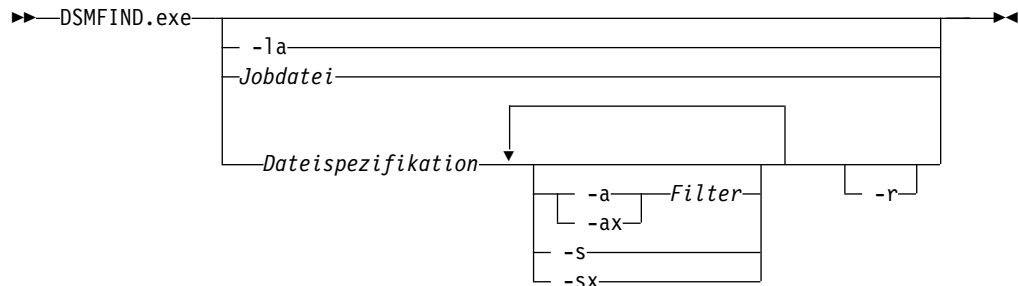 DSMFIND.exe
-la
Jobdatei
Dateispezifikation
-a Filter
-ax
-r
-s
-sx